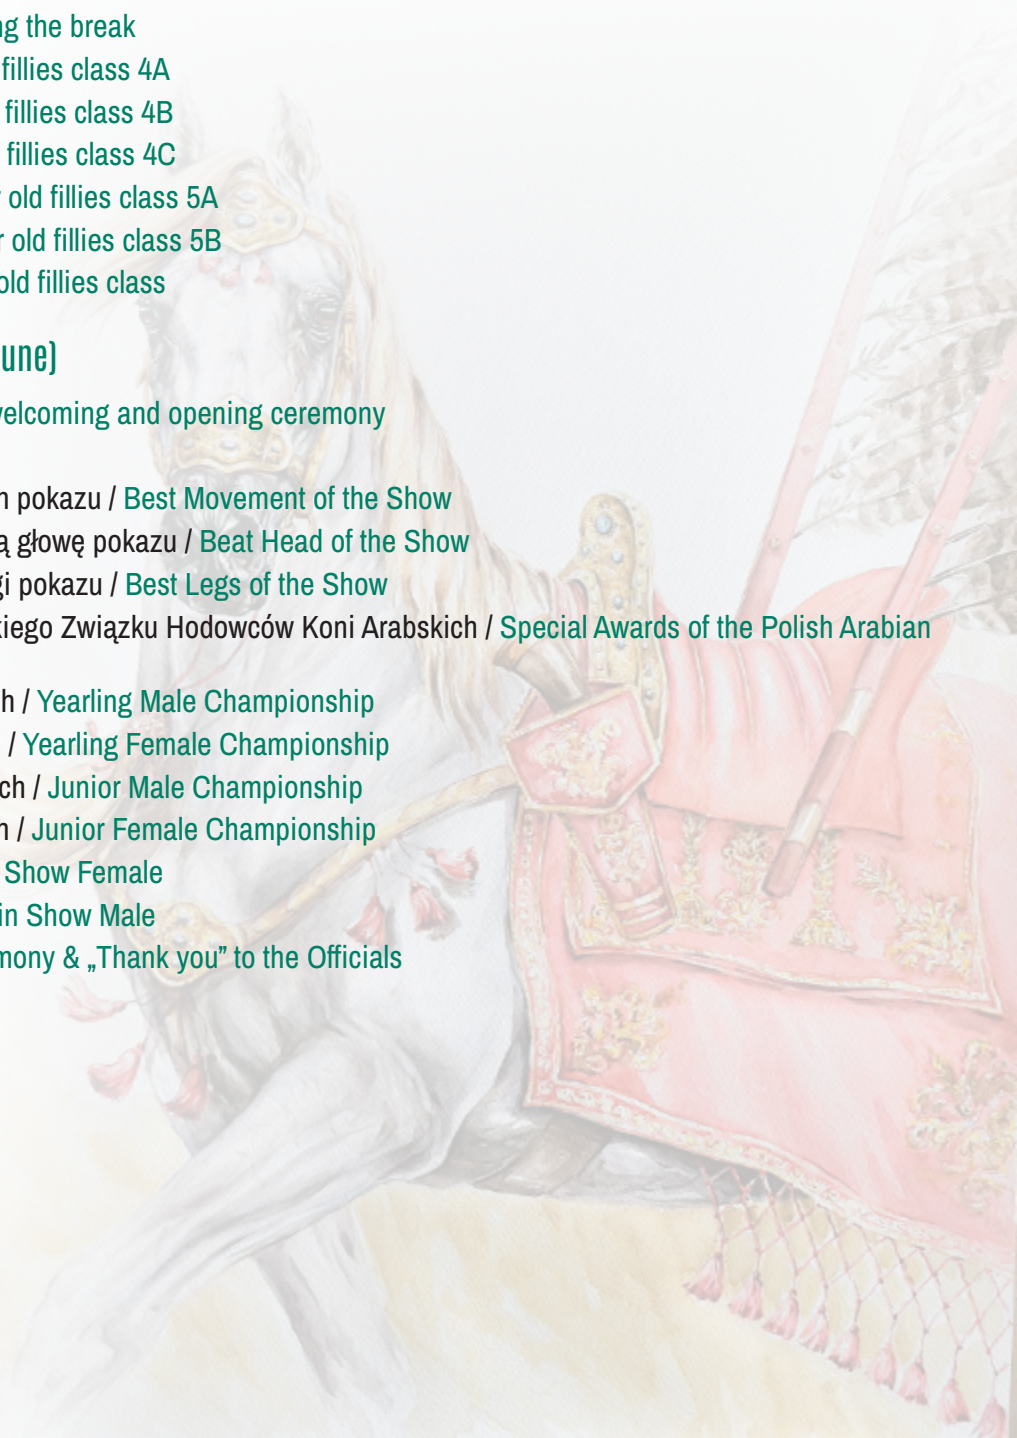 ng the break
fillies class 4A
fillies class 4B
fillies class 4C
old fillies class 5A
r old fillies class 5B
old fillies class
une)
velcoming and opening ceremony
n pokazu / Best Movement of the Show
ą głowę pokazu / Beat Head of the Show
gi pokazu / Best Legs of the Show
kiego Związku Hodowców Koni Arabskich / Special Awards of the Polish Arabian
h / Yearling Male Championship
/ Yearling Female Championship
ch / Junior Male Championship
h / Junior Female Championship
Show Female
in Show Male
mony & „Thank you” to the Officials